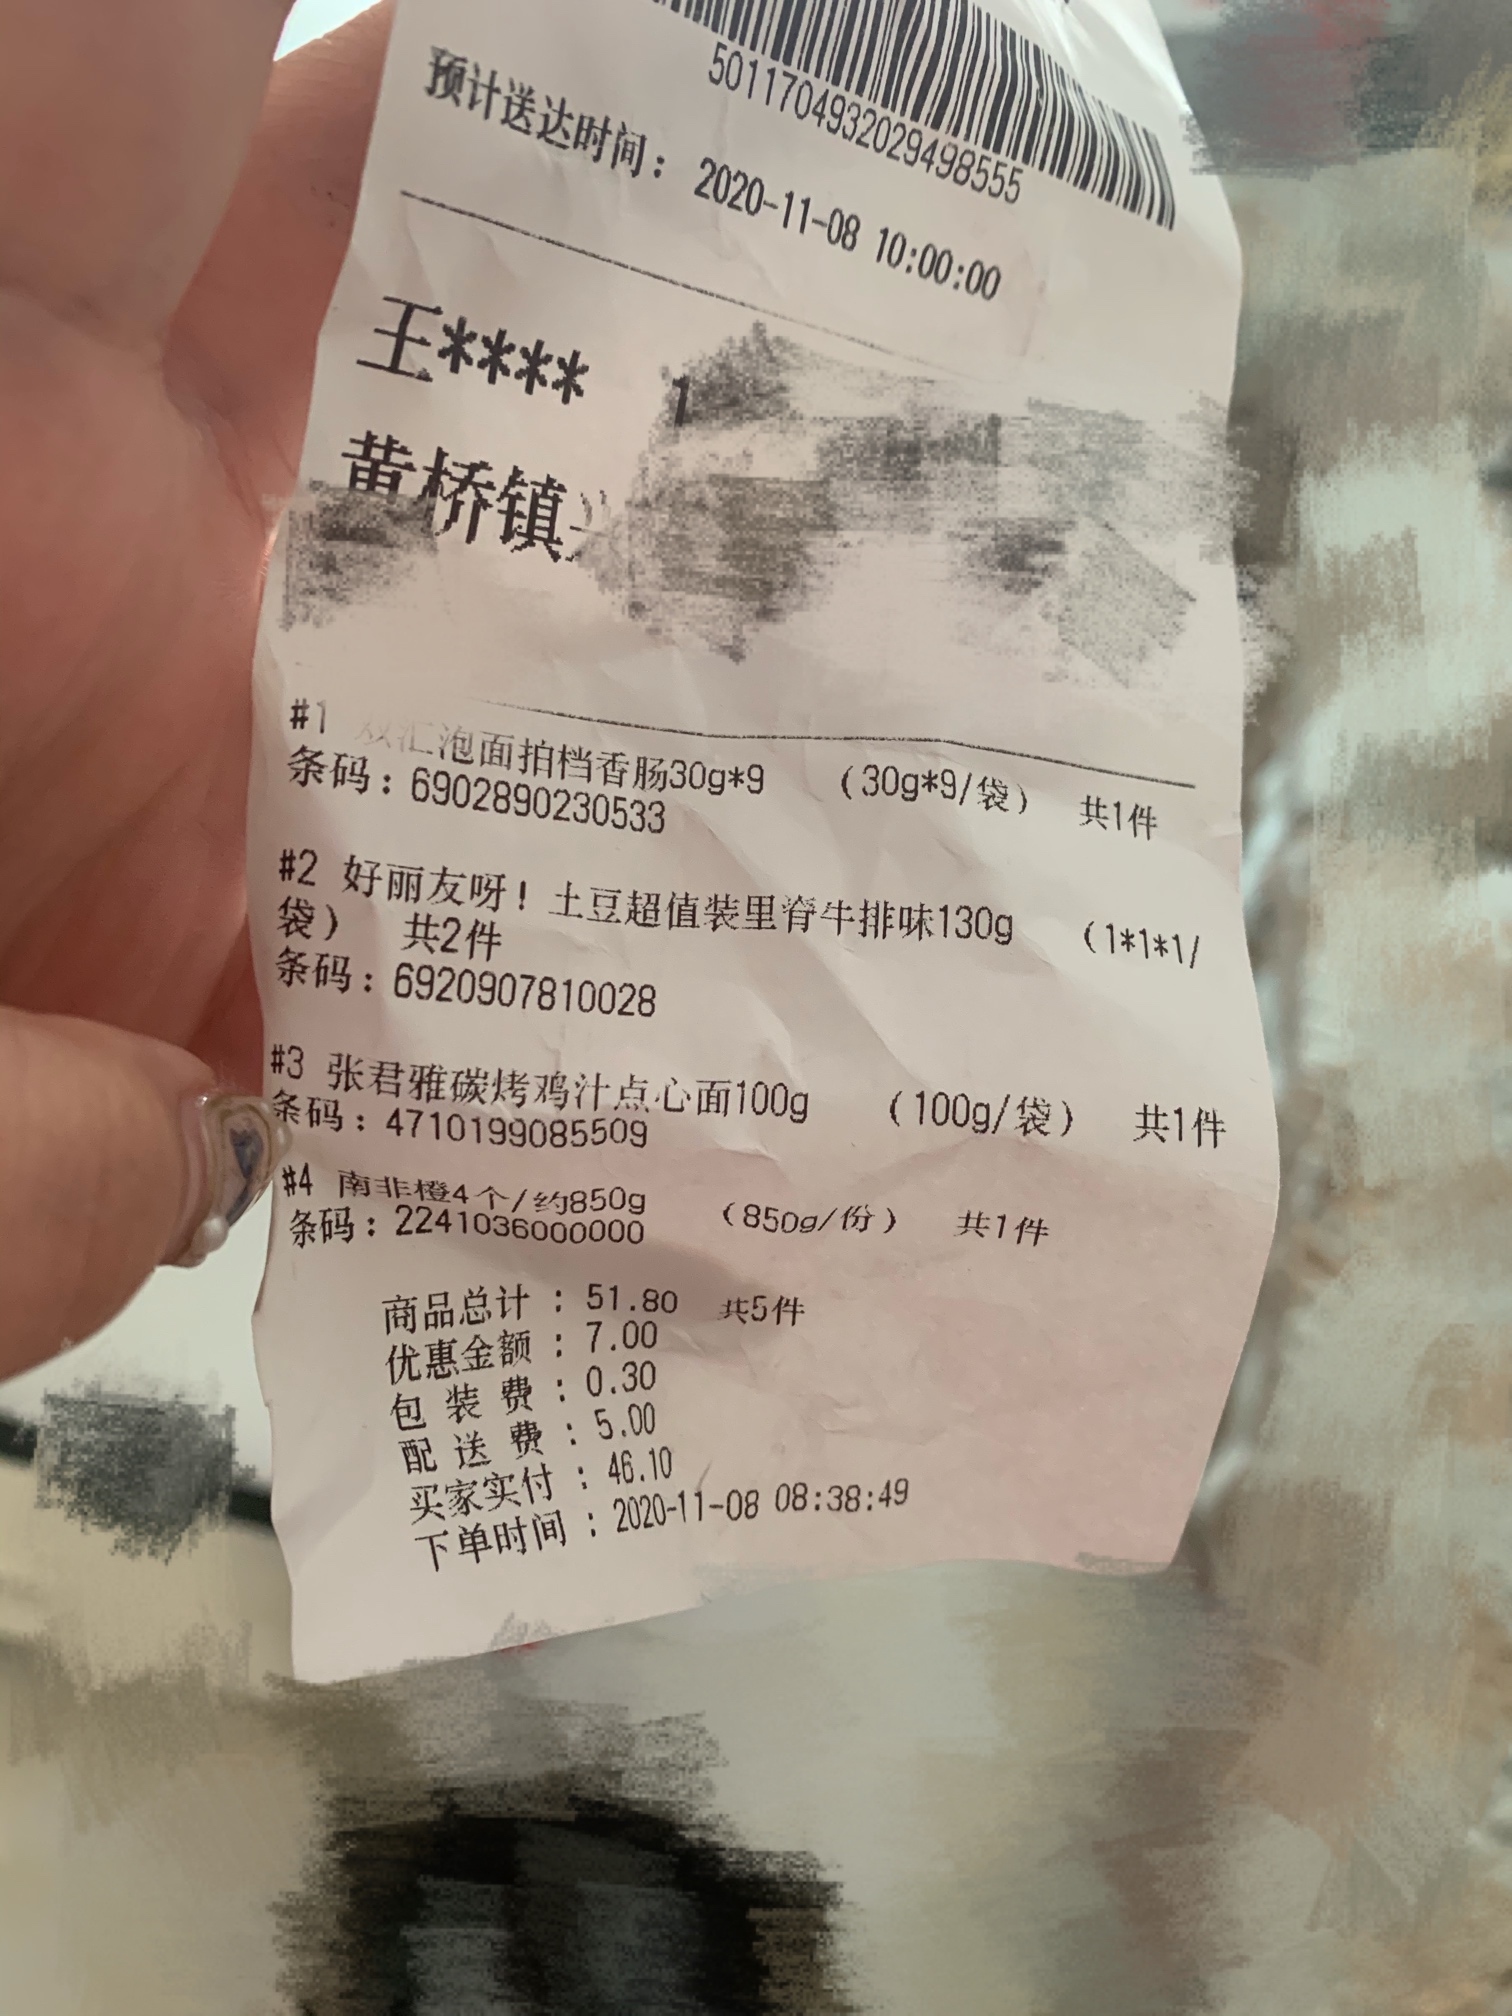 5011704932029498555
预计送达时间：2020-11-08 10:00:00
王**** 1
黄桥镇
#1 双汇泡面拍档香肠30g*9 （30g*9/袋） 共1件
条码：6902890230533
#2 好丽友呀！土豆超值装里脊牛排味130g （1*1*1/
袋） 共2件
条码：6920907810028
#3 张君雅碳烤鸡汁点心面100g （100g/袋） 共1件
条码：4710199085509
#4 南非橙4个/约850g （850g/份） 共1件
条码：2241036000000
商品总计：51.80 共5件
优惠金额：7.00
包装费：0.30
配送费：5.00
买家实付：46.10
下单时间：2020-11-08 08:38:49